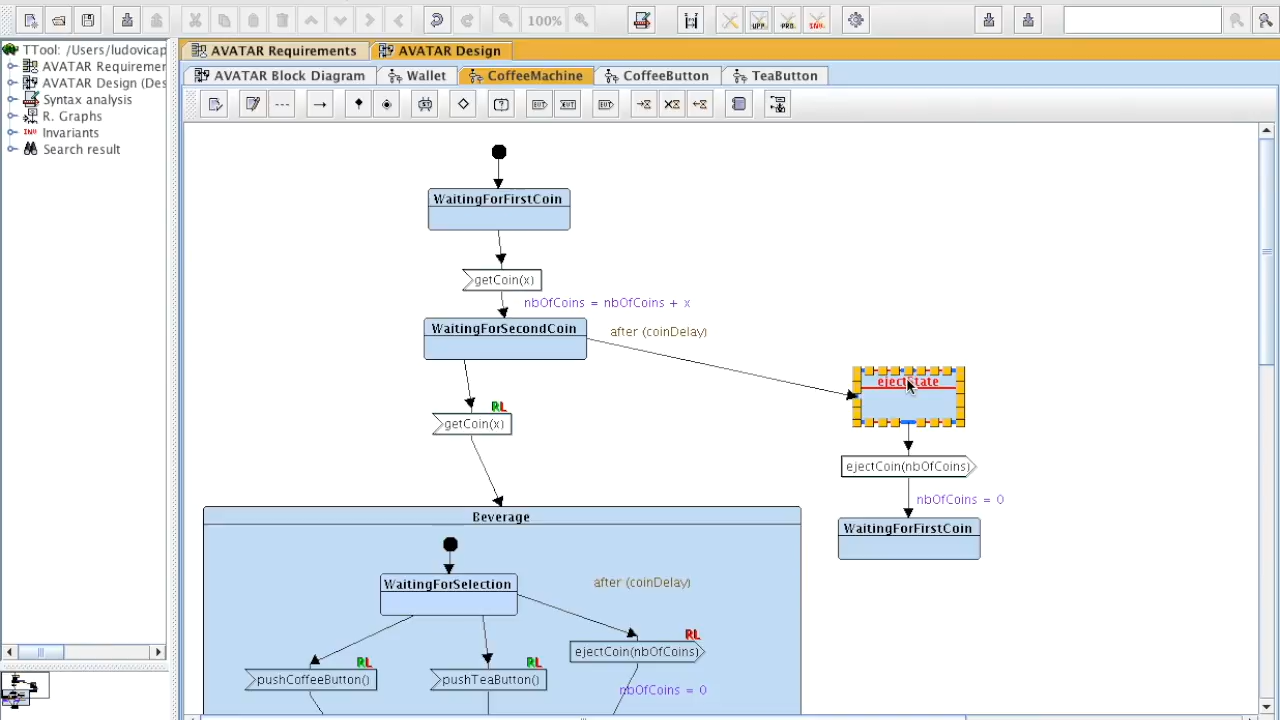 100%
TTool: /Users/ludovicap
AVATAR Requiremen
AVATAR Design (Des
Syntax analysis
R. Graphs
Invariants
Search result
AVATAR Requirements
AVATAR Design
AVATAR Block Diagram
Wallet
CoffeeMachine
CoffeeButton
TeaButton
WaitingForFirstCoin
getCoin(x)
nbOfCoins = nbOfCoins + x
WaitingForSecondCoin
after (coinDelay)
ejectState
RL
getCoin(x)
ejectCoin(nbOfCoins)
nbOfCoins = 0
WaitingForFirstCoin
Beverage
WaitingForSelection
after (coinDelay)
RL
ejectCoin(nbOfCoins)
RL
pushCoffeeButton()
RL
pushTeaButton()
nbOfCoins = 0